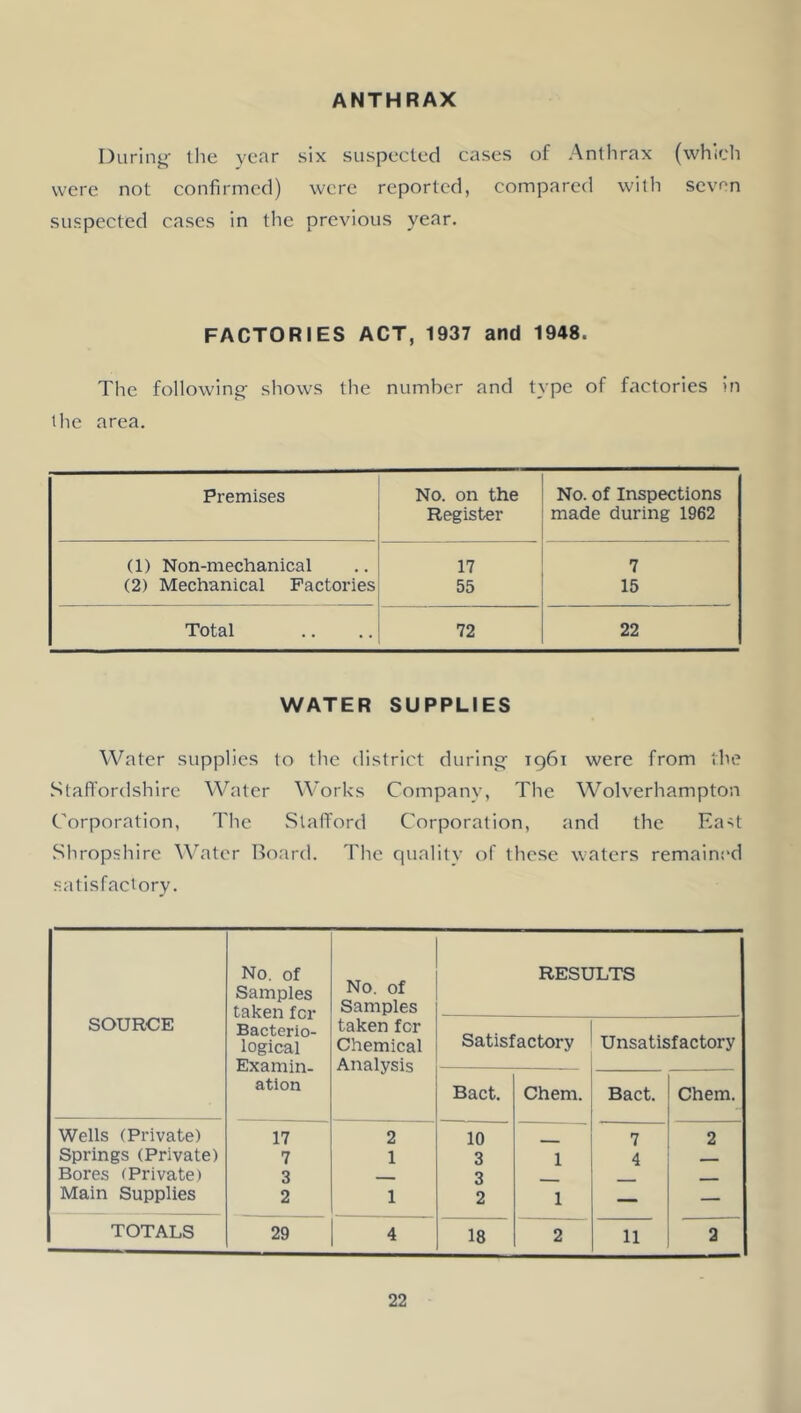 ANTHRAX
During the year six suspected cases of Anthrax (which
were not confirmed) were reported, compared with seven
suspected cases in the previous year.
FACTORIES ACT, 1937 and 1948.
The following shows the number and type of factories in
the area.
Premises No. on the Register No. of Inspections made during 1962
(1) Non-mechanical .. 17 7
(2) Mechanical Factories 55 15
Total .. .. 72 22
WATER SUPPLIES
Water supplies to the district during 1961 were from the
Staffordshire Water Works Company, The Wolverhampton
Corporation, The Stafford Corporation, and the East
Shropshire Water Board. The quality of these waters remained
satisfactory.
SOURCE
No. of Samples taken for Bacterio-logical Examin-ation
No. of Samples taken for Chemical Analysis
RESULTS
Satisfactory Unsatisfactory
Bact. Chem. Bact. Chem.
Wells (Private) 17 2 10 — 7 2
Springs (Private) 7 1 3 1 4 —
Bores (Private) 3 — 3 — — —
Main Supplies 2 1 2 1 — —
TOTALS 29 4 18 2 11 2
22